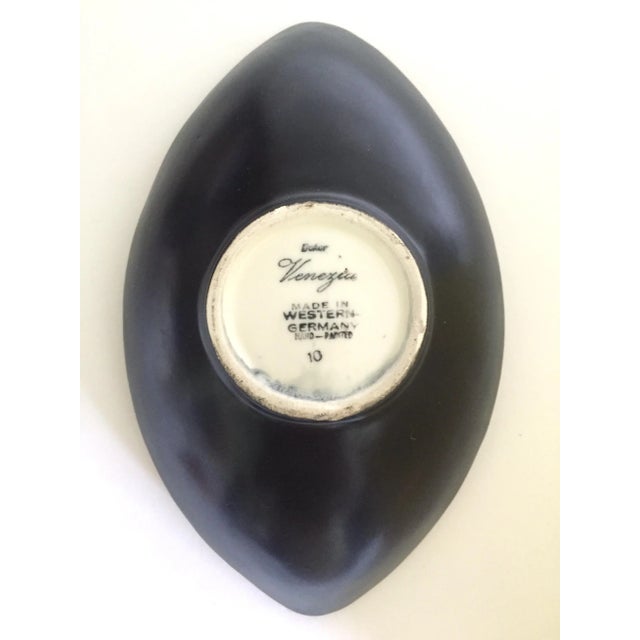 Dekor
Venezia
MADE IN
WESTERN-
GERMANY
HAND-PAINTED
10